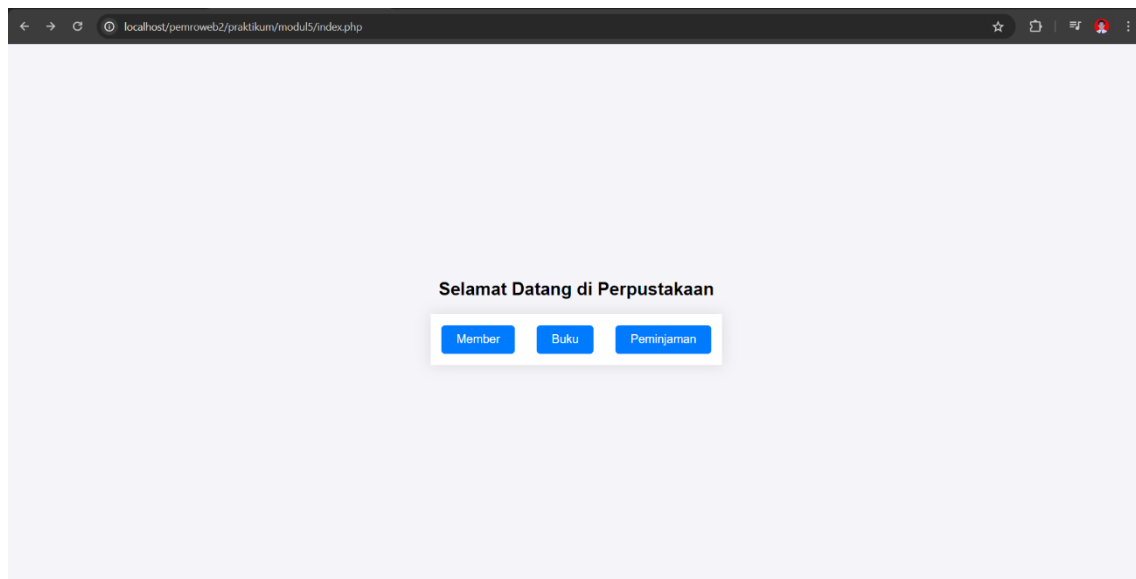 localhost/pemroweb2/praktikum/modul5/index.php
Selamat Datang di Perpustakaan
Member Buku Peminjaman